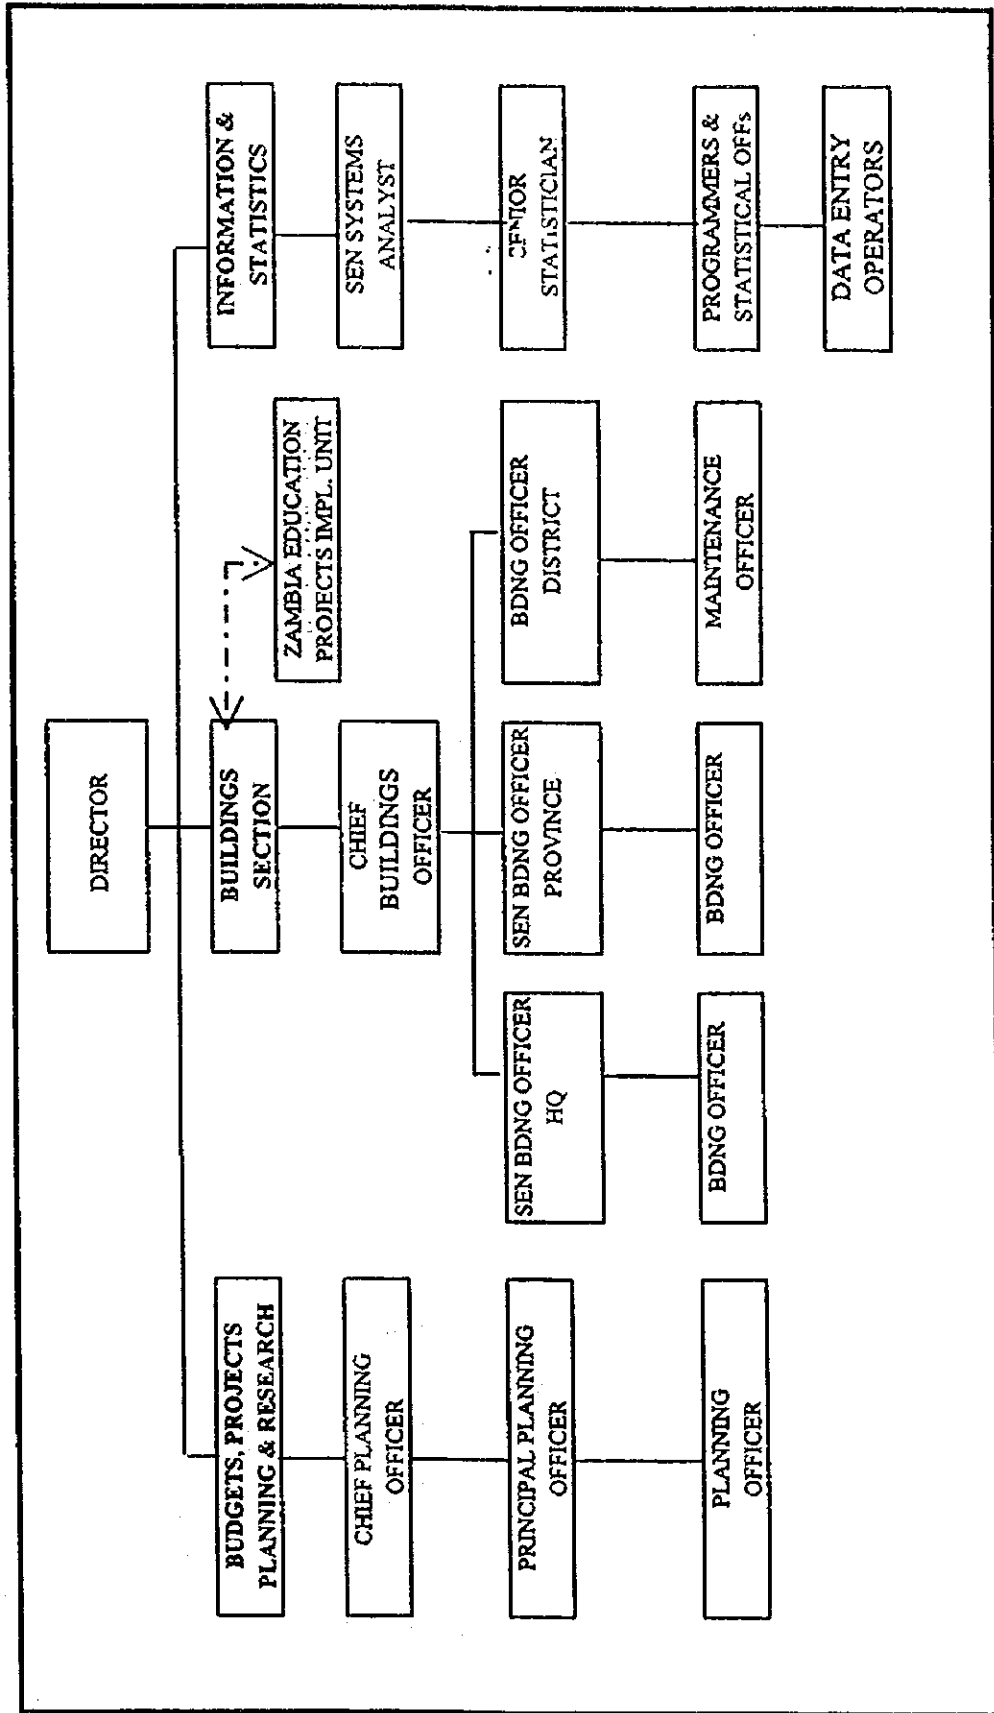 DIRECTOR
BUDGETS, PROJECTS
PLANNING & RESEARCH
BUILDINGS
SECTION
INFORMATION &
STATISTICS
ZAMBIA EDUCATION
PROJECTS IMPL. UNIT
CHIEF PLANNING
OFFICER
CHIEF
BUILDINGS
OFFICER
SEN SYSTEMS
ANALYST
PRINCIPAL PLANNING
OFFICER
SEN BDNG OFFICER
HQ
SEN BDNG OFFICER
PROVINCE
BDNG OFFICER
DISTRICT
SENIOR
STATISTICIAN
PLANNING
OFFICER
BDNG OFFICER
BDNG OFFICER
MAINTENANCE
OFFICER
PROGRAMMERS &
STATISTICAL OFFs
DATA ENTRY
OPERATORS